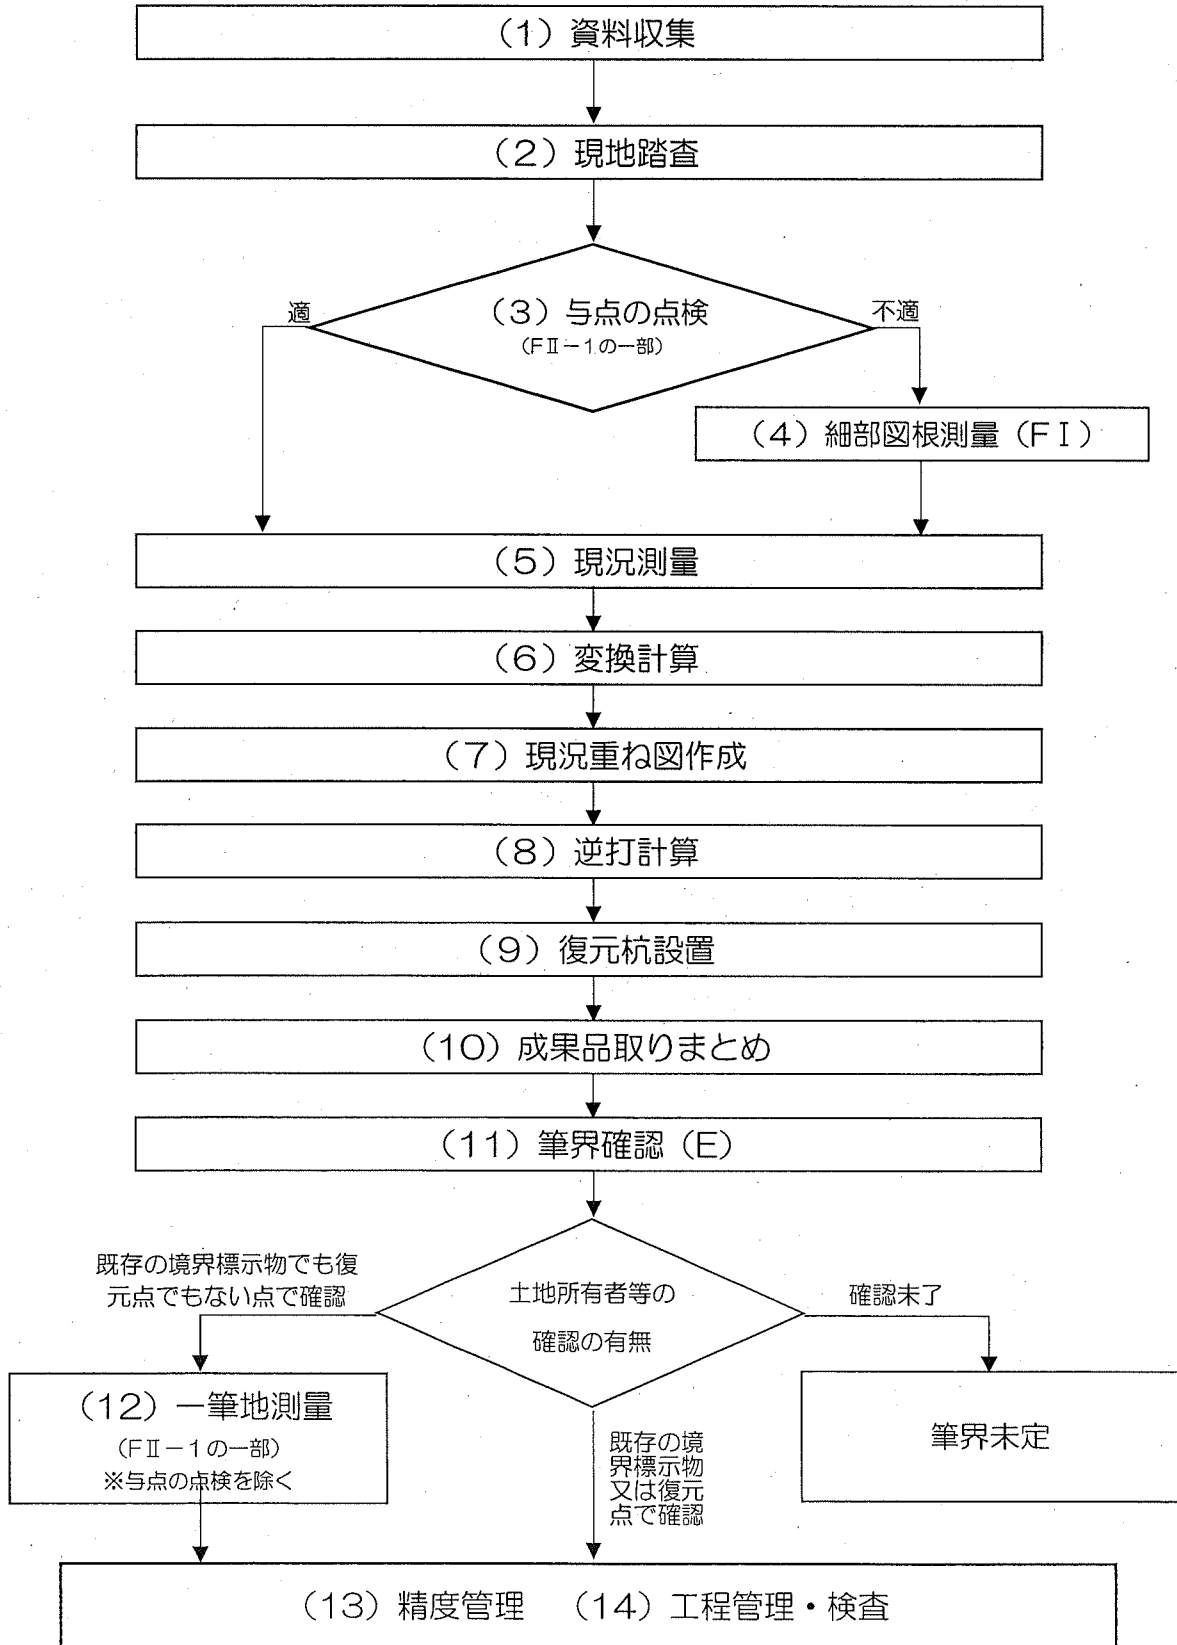 （１）資料収集
（２）現地踏査
（３）与点の点検
（ＦⅡ－１の一部）
適
不適
（４）細部図根測量（ＦⅠ）
（５）現況測量
（６）変換計算
（７）現況重ね図作成
（８）逆打計算
（９）復元杭設置
（１０）成果品取りまとめ
（１１）筆界確認（Ｅ）
土地所有者等の
確認の有無
既存の境界標示物でも復
元点でもない点で確認
確認未了
（１２）一筆地測量
（ＦⅡ－１の一部）
※与点の点検を除く
既存の境
界標示物
又は復元
点で確認
筆界未定
（１３）精度管理　（１４）工程管理・検査